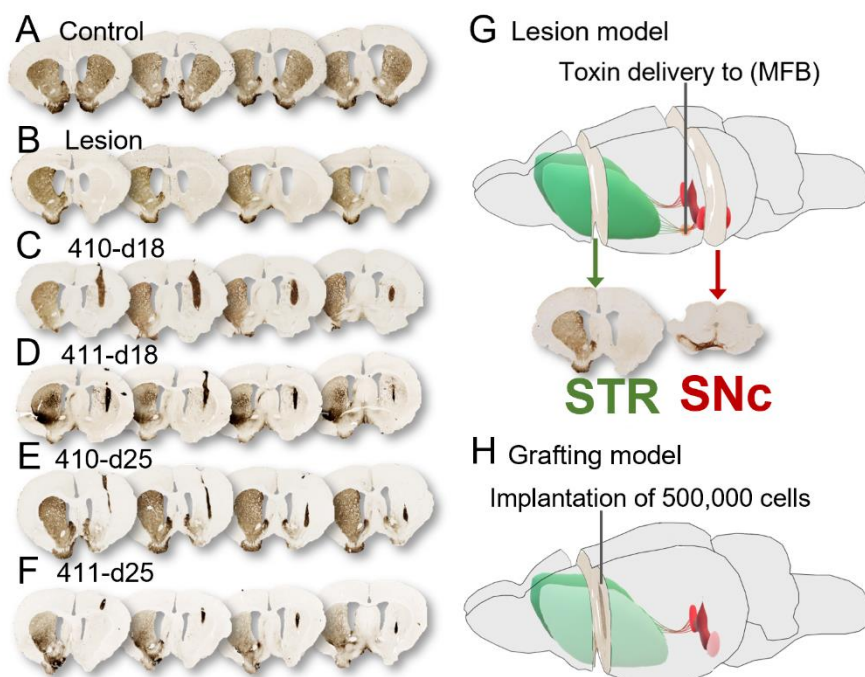 A Control
B Lesion
C 410-d18
D 411-d18
E 410-d25
F 411-d25
G Lesion model
Toxin delivery to (MFB)
STR SNc
H Grafting model
Implantation of 500,000 cells